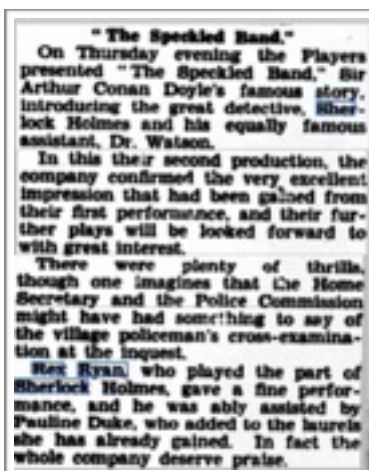 "The Speckled Band."
On Thursday evening the Players
presented "The Speckled Band," Sir
Arthur Conan Doyle's famous story,
introducing the great detective, Sher-
lock Holmes and his equally famous
assistant, Dr. Watson.
In this their second production, the
company confirmed the very excellent
impression that had been gained from
their first performance, and their fur-
ther plays will be looked forward to
with great interest.
There were plenty of thrills,
though one imagines that the Home
Secretary and the Police Commission
might have had something to say of
the village policeman's cross-examina-
tion at the inquest.
Rex Ryan, who played the part of
Sherlock Holmes, gave a fine perfor-
mance, and he was ably assisted by
Pauline Duke, who added to the laurels
she has already gained. In fact the
whole company deserve praise.